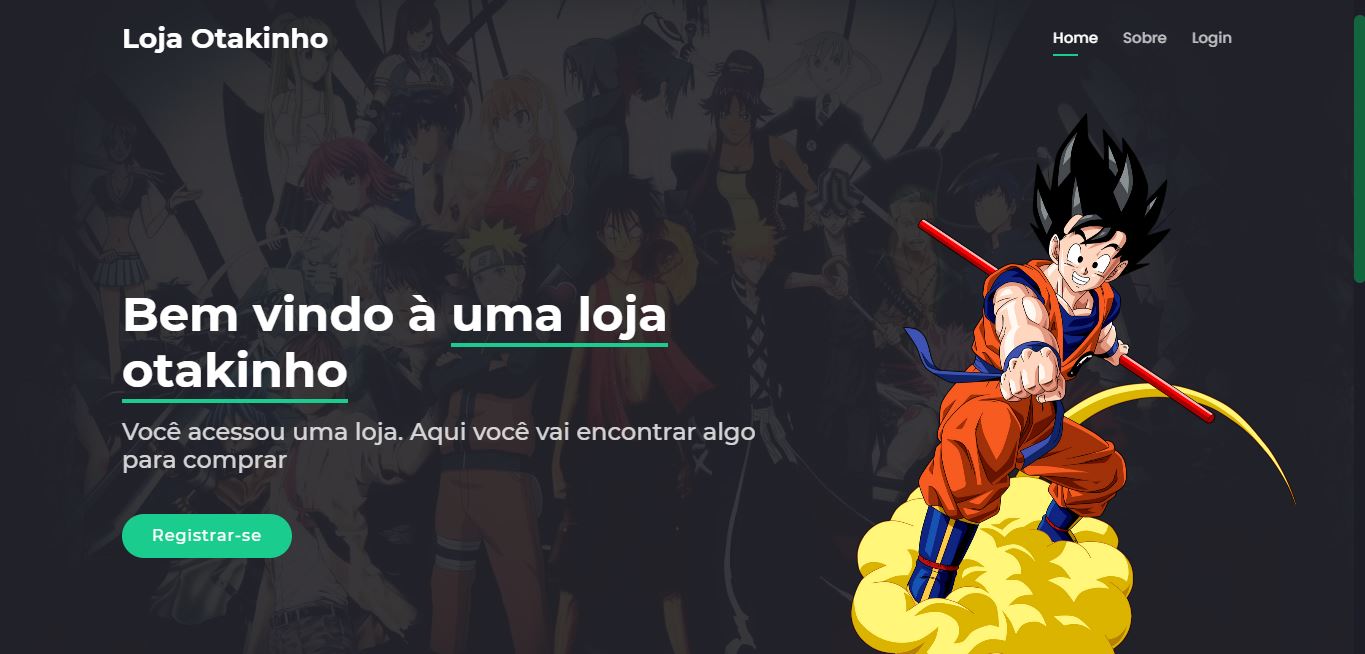 Loja Otakinho
Home Sobre Login
Bem vindo à uma loja
otakinho
Você acessou uma loja. Aqui você vai encontrar algo
para comprar
Registrar-se